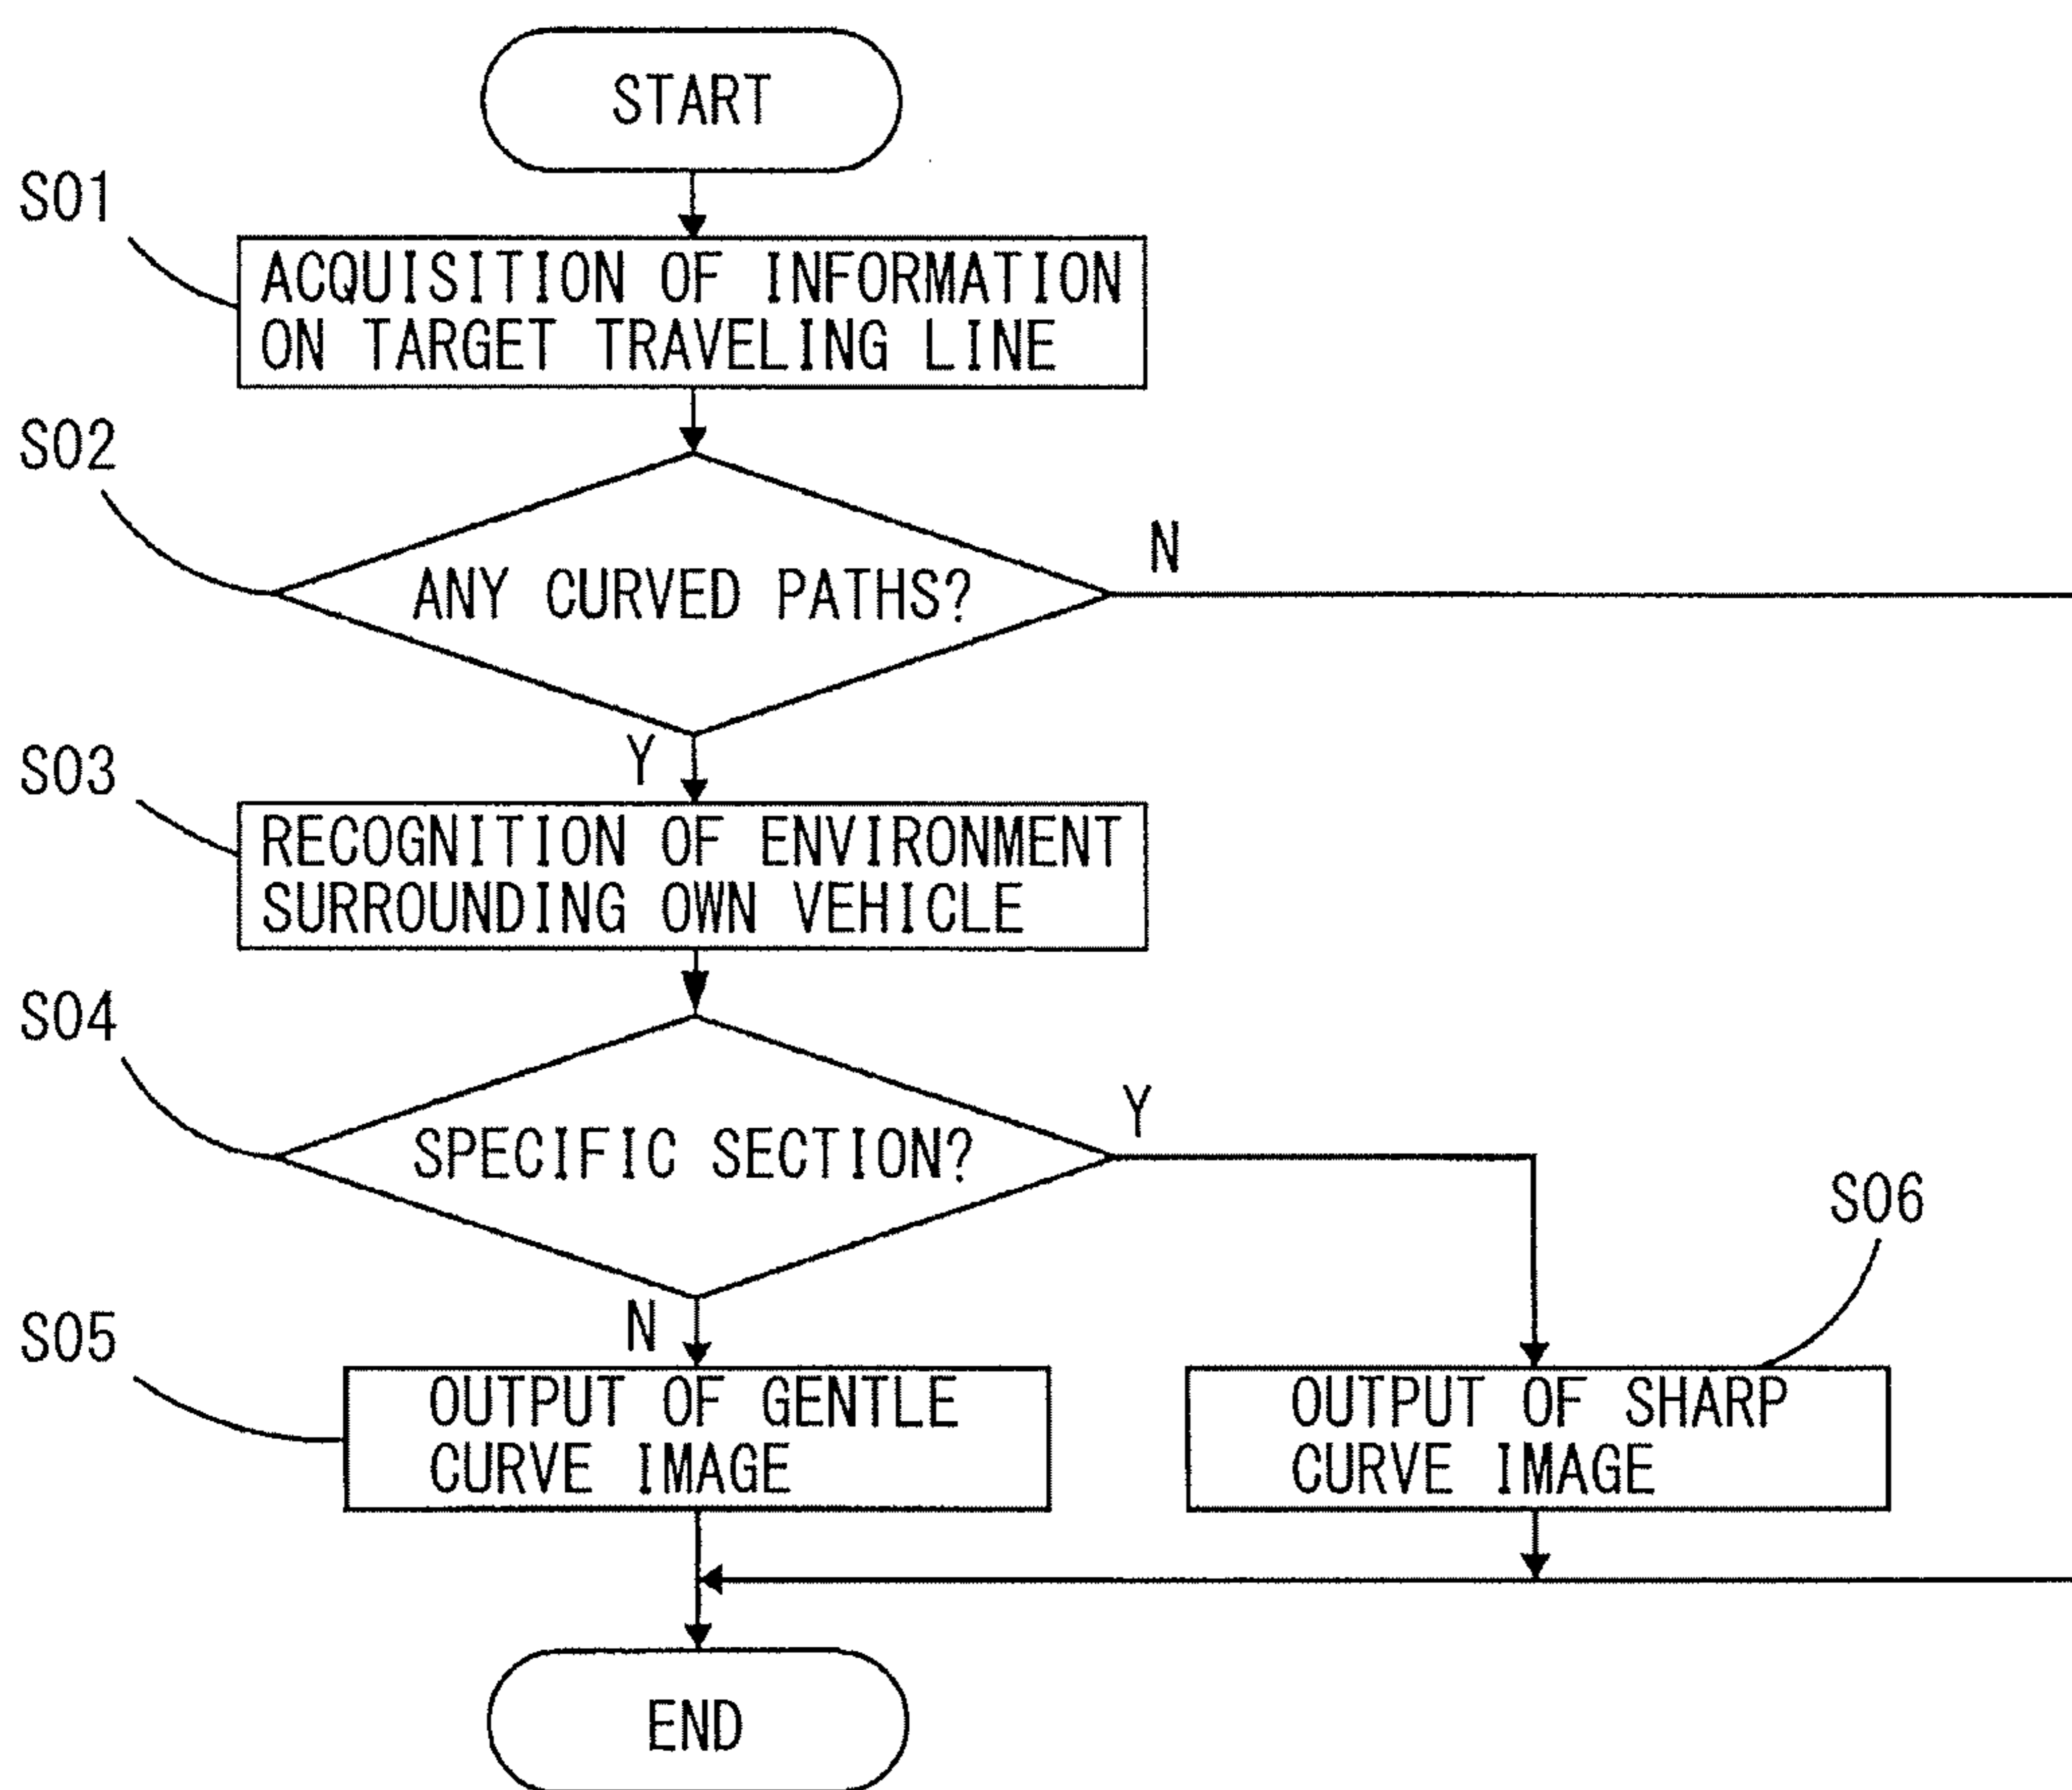 START
S01
ACQUISITION OF INFORMATION
ON TARGET TRAVELING LINE
S02
ANY CURVED PATHS?
N
Y
S03
RECOGNITION OF ENVIRONMENT
SURROUNDING OWN VEHICLE
S04
SPECIFIC SECTION?
Y
N
S05
OUTPUT OF GENTLE
CURVE IMAGE
S06
OUTPUT OF SHARP
CURVE IMAGE
END